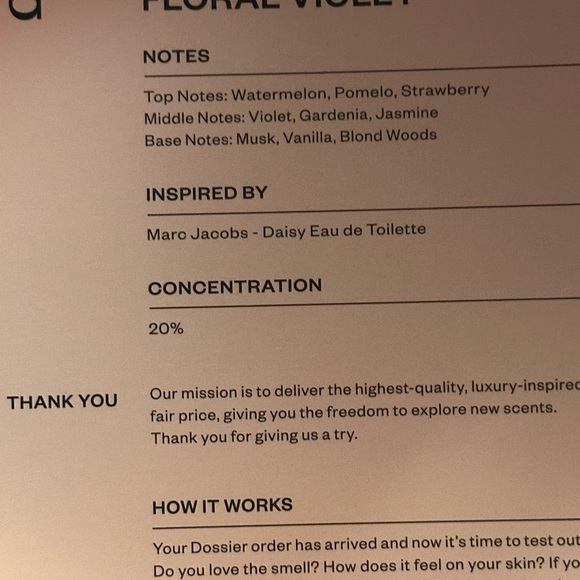 FLORAL VIOLET
NOTES
Top Notes: Watermelon, Pomelo, Strawberry
Middle Notes: Violet, Gardenia, Jasmine
Base Notes: Musk, Vanilla, Blond Woods
INSPIRED BY
Marc Jacobs - Daisy Eau de Toilette
CONCENTRATION
20%
THANK YOU
Our mission is to deliver the highest-quality, luxury-inspired
fair price, giving you the freedom to explore new scents.
Thank you for giving us a try.
HOW IT WORKS
Your Dossier order has arrived and now it's time to test out
Do you love the smell? How does it feel on your skin? If yo